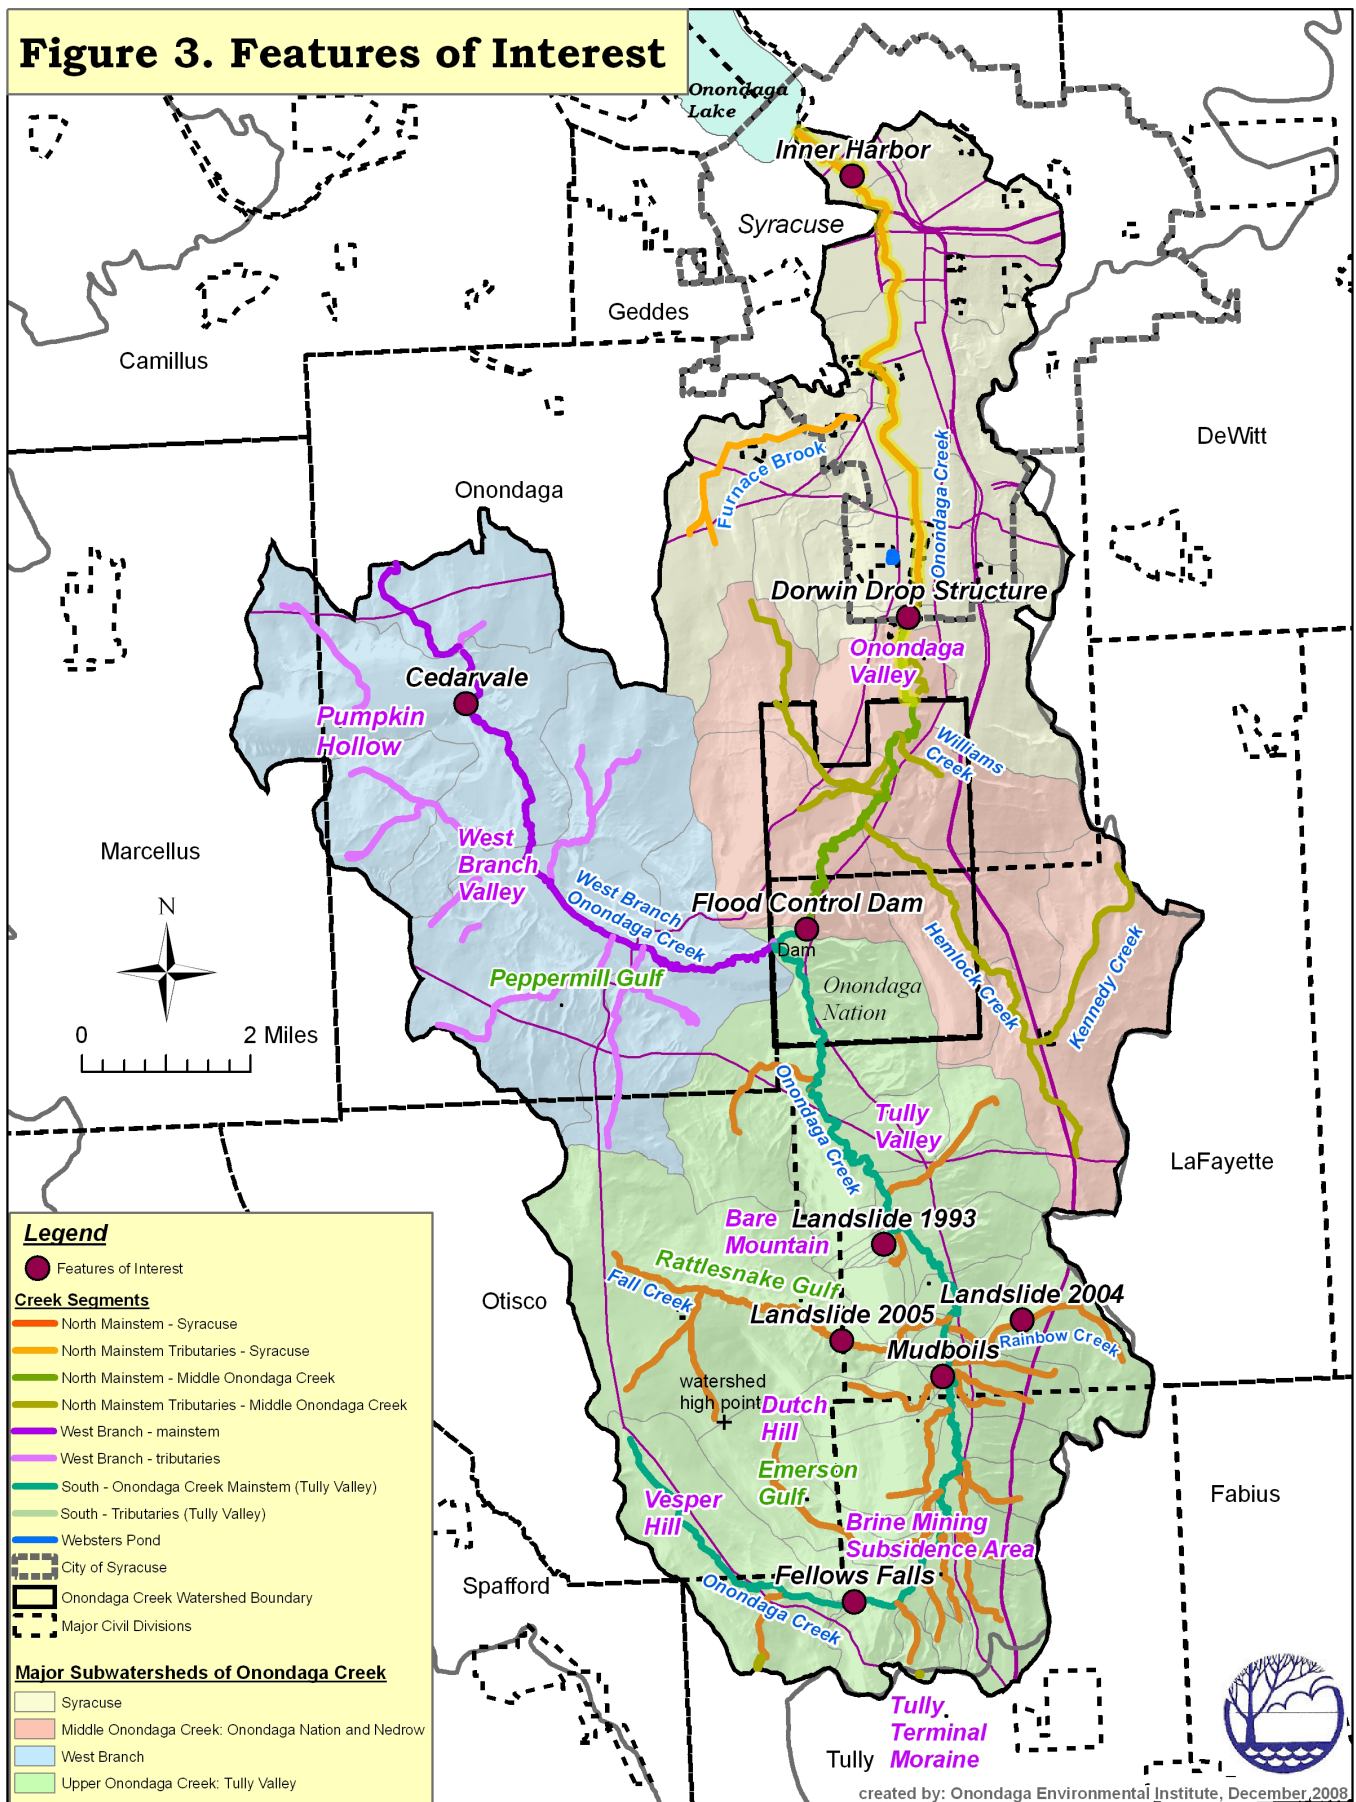 Figure 3. Features of Interest
Onondaga
Lake
Inner Harbor
Syracuse
Geddes
Camillus
DeWitt
Onondaga
Furnace Brook
Onondaga Creek
Dorwin Drop Structure
Onondaga
Valley
Cedarvale
Pumpkin
Hollow
Williams
Creek
Marcellus
West
Branch
Valley
West Branch
Onondaga Creek
Flood Control Dam
Dam
Hemlock Creek
Kennedy Creek
N
Peppermill Gulf
Onondaga
Nation
0 2 Miles
Onondaga Creek
Tully
Valley
LaFayette
Bare
Mountain
Landslide 1993
Rattlesnake Gulf
Fall Creek
Landslide 2004
Otisco
Landslide 2005
Rainbow Creek
Mudboils
watershed
high point
Dutch
Hill
Emerson
Gulf
Fabius
Vesper
Hill
Brine Mining
Subsidence Area
Fellows Falls
Spafford
Onondaga Creek
Tully
Terminal
Moraine
Tully
Legend
Features of Interest
Creek Segments
North Mainstem - Syracuse
North Mainstem Tributaries - Syracuse
North Mainstem - Middle Onondaga Creek
North Mainstem Tributaries - Middle Onondaga Creek
West Branch - mainstem
West Branch - tributaries
South - Onondaga Creek Mainstem (Tully Valley)
South - Tributaries (Tully Valley)
Websters Pond
City of Syracuse
Onondaga Creek Watershed Boundary
Major Civil Divisions
Major Subwatersheds of Onondaga Creek
Syracuse
Middle Onondaga Creek: Onondaga Nation and Nedrow
West Branch
Upper Onondaga Creek: Tully Valley
created by: Onondaga Environmental Institute, December 2008